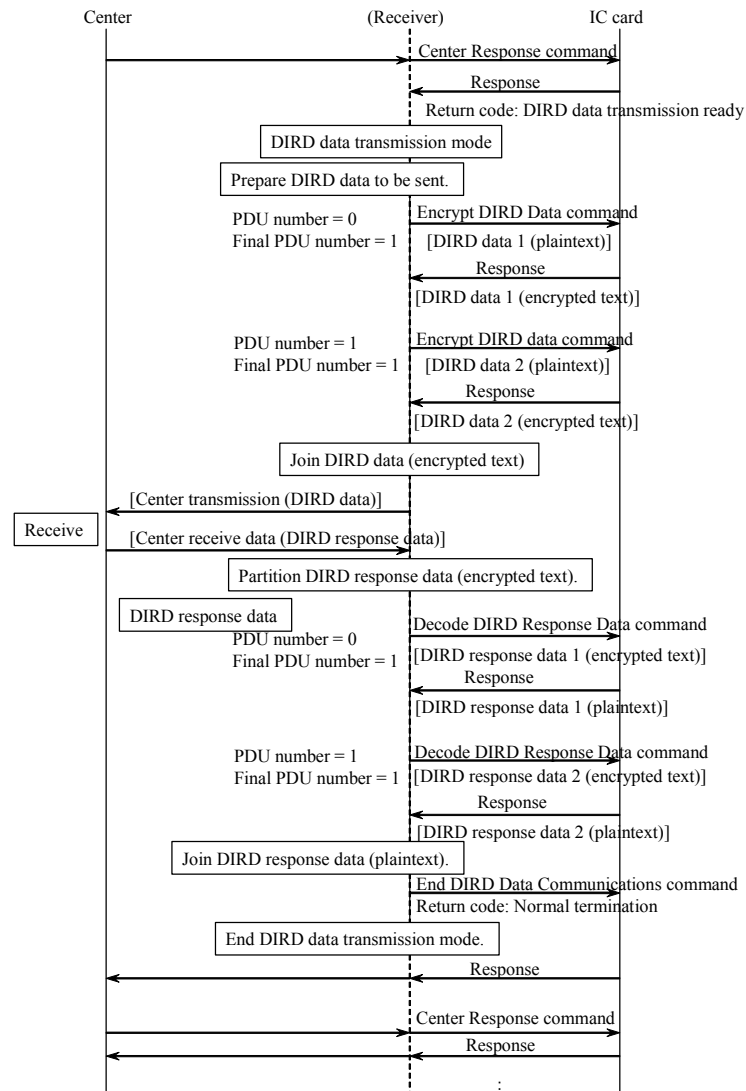 Center
(Receiver)
IC card
Center Response command
Response
Return code: DIRD data transmission ready
DIRD data transmission mode
Prepare DIRD data to be sent.
PDU number = 0
Final PDU number = 1
Encrypt DIRD Data command
[DIRD data 1 (plaintext)]
Response
[DIRD data 1 (encrypted text)]
PDU number = 1
Final PDU number = 1
Encrypt DIRD data command
[DIRD data 2 (plaintext)]
Response
[DIRD data 2 (encrypted text)]
Join DIRD data (encrypted text)
[Center transmission (DIRD data)]
Receive
[Center receive data (DIRD response data)]
Partition DIRD response data (encrypted text).
DIRD response data
PDU number = 0
Final PDU number = 1
Decode DIRD Response Data command
[DIRD response data 1 (encrypted text)]
Response
[DIRD response data 1 (plaintext)]
PDU number = 1
Final PDU number = 1
Decode DIRD Response Data command
[DIRD response data 2 (encrypted text)]
Response
[DIRD response data 2 (plaintext)]
Join DIRD response data (plaintext).
End DIRD Data Communications command
Return code: Normal termination
End DIRD data transmission mode.
Response
Center Response command
Response
: